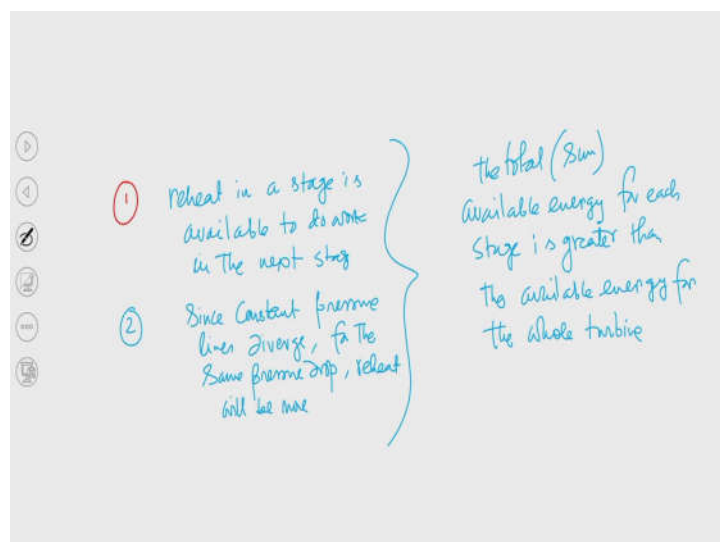 1 reheat in a stage is
available to do work
in the next stage
2 Since Constant pressure
lines diverge, for the
same pressure drop, reheat
will be more
the total (Sum)
available energy for each
stage is greater than
the available energy for
the whole turbine